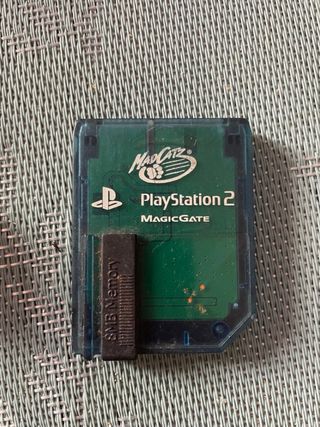 MADCATZ
PlayStation 2
MAGICGATE
8MB Memory